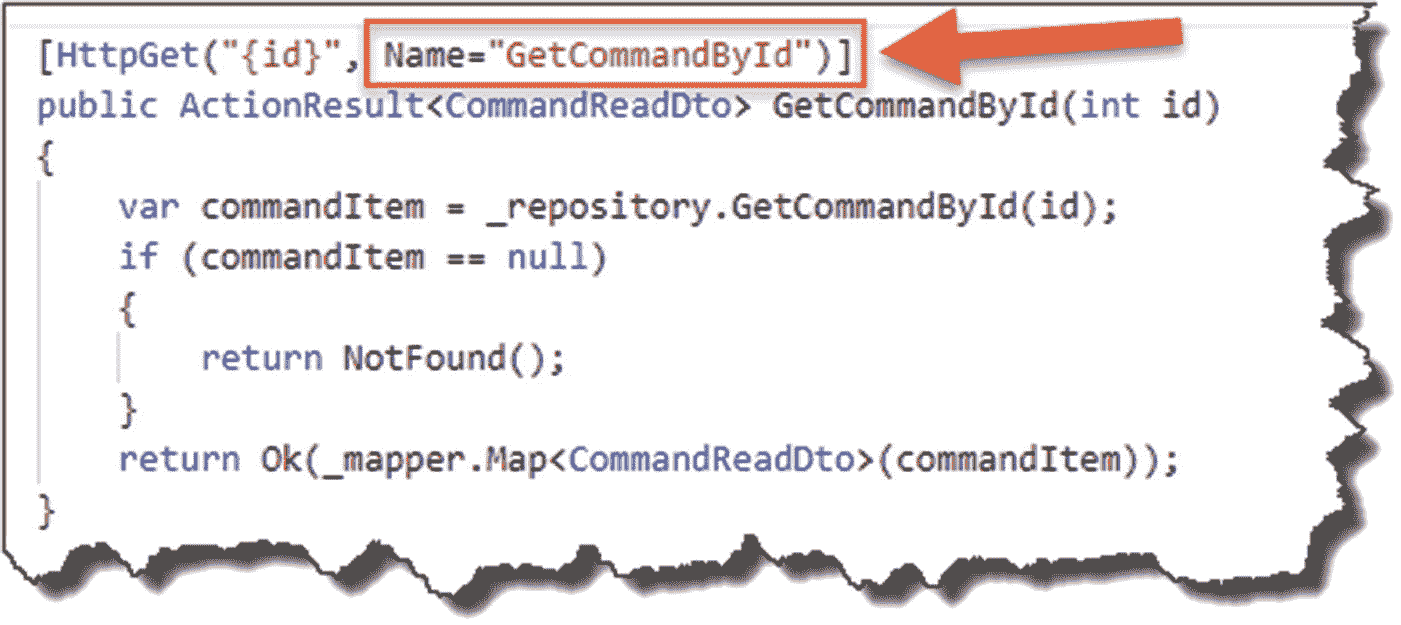 [HttpGet("{id}", Name="GetCommandById")]
public ActionResult<CommandReadDto> GetCommandById(int id)
{
    var commandItem = _repository.GetCommandById(id);
    if (commandItem == null)
    {
        return NotFound();
    }
    return Ok(_mapper.Map<CommandReadDto>(commandItem));
}